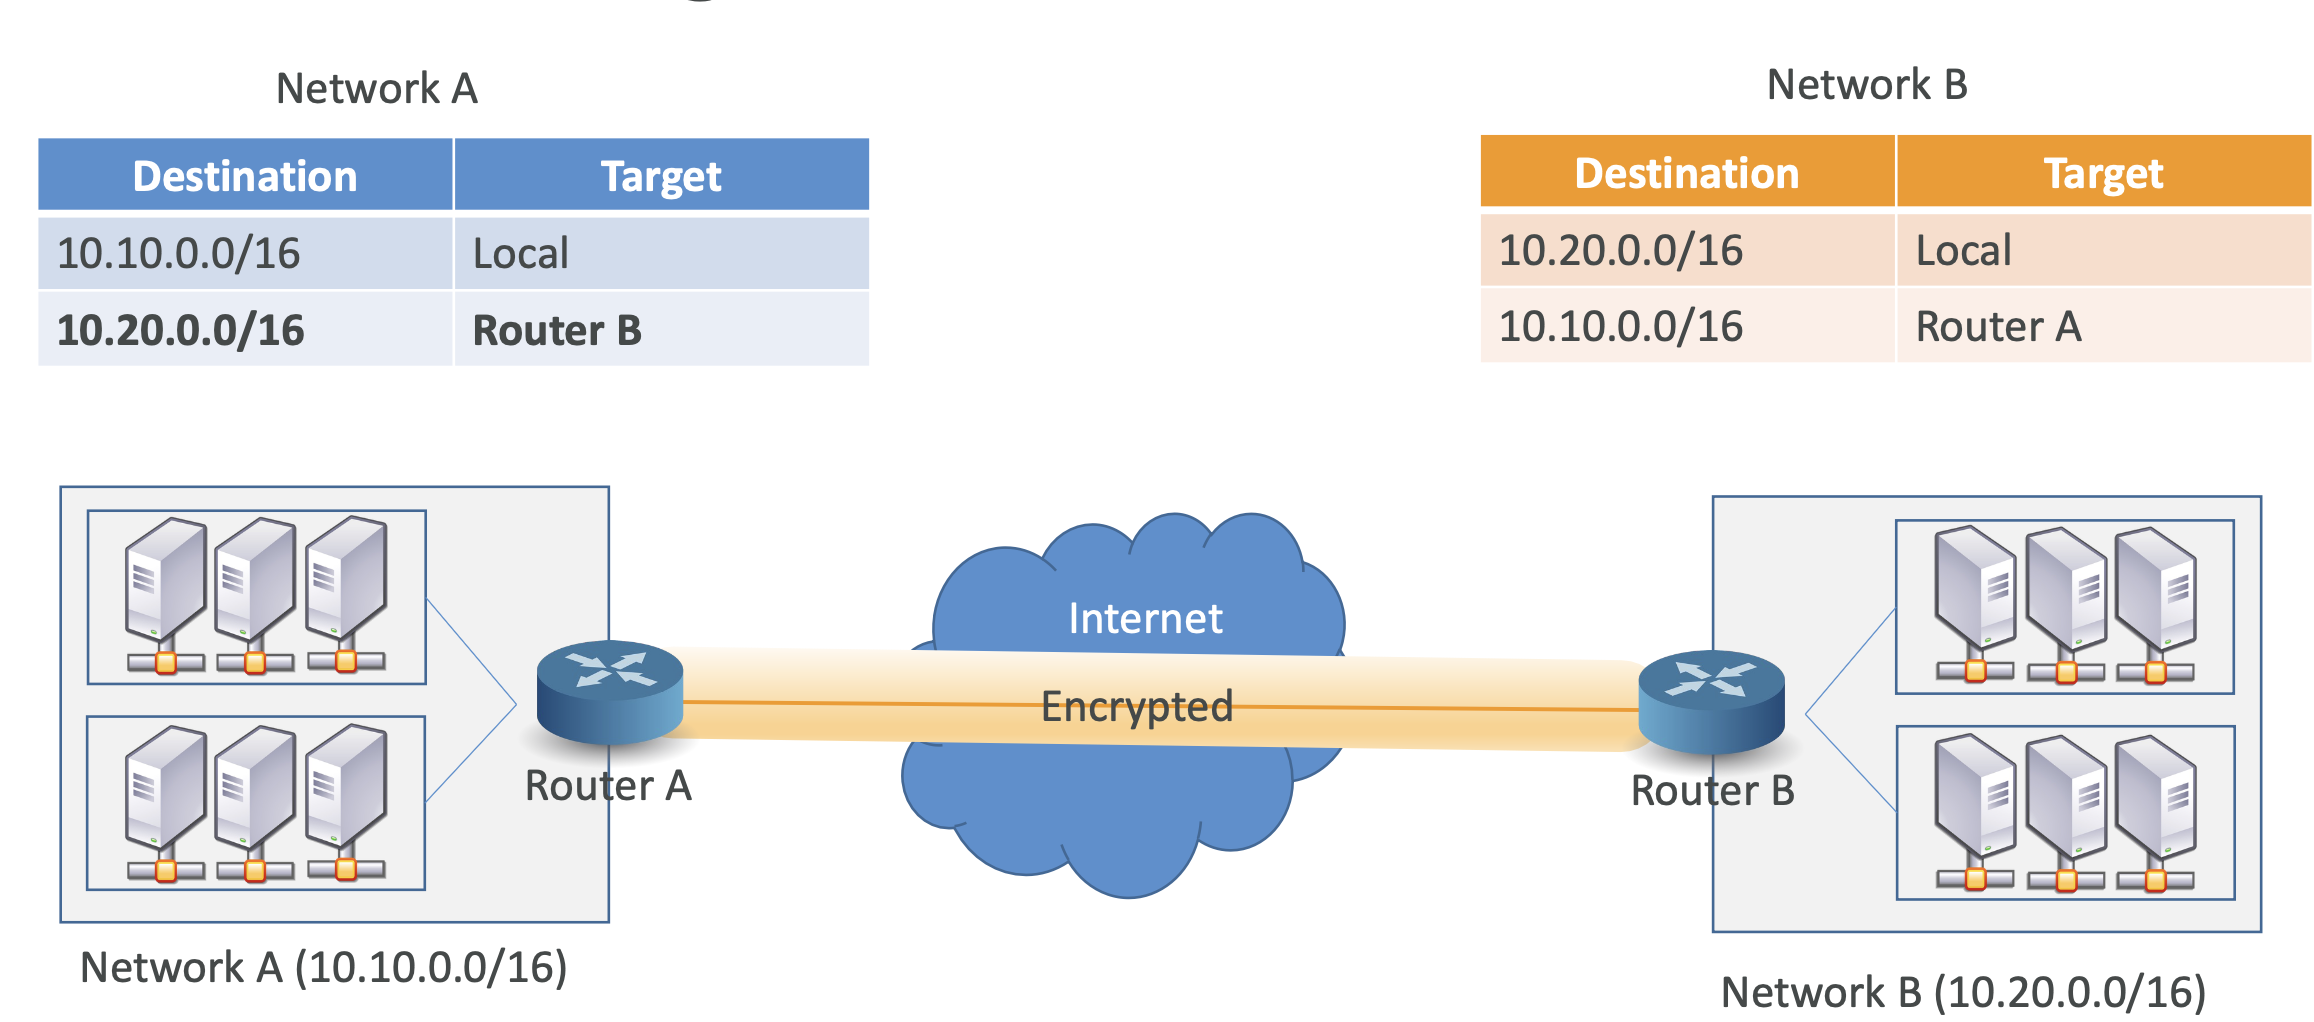 Network A
Destination Target
10.10.0.0/16 Local
10.20.0.0/16 Router B
Network B
Destination Target
10.20.0.0/16 Local
10.10.0.0/16 Router A
Internet
Encrypted
Router A
Router B
Network A (10.10.0.0/16)
Network B (10.20.0.0/16)